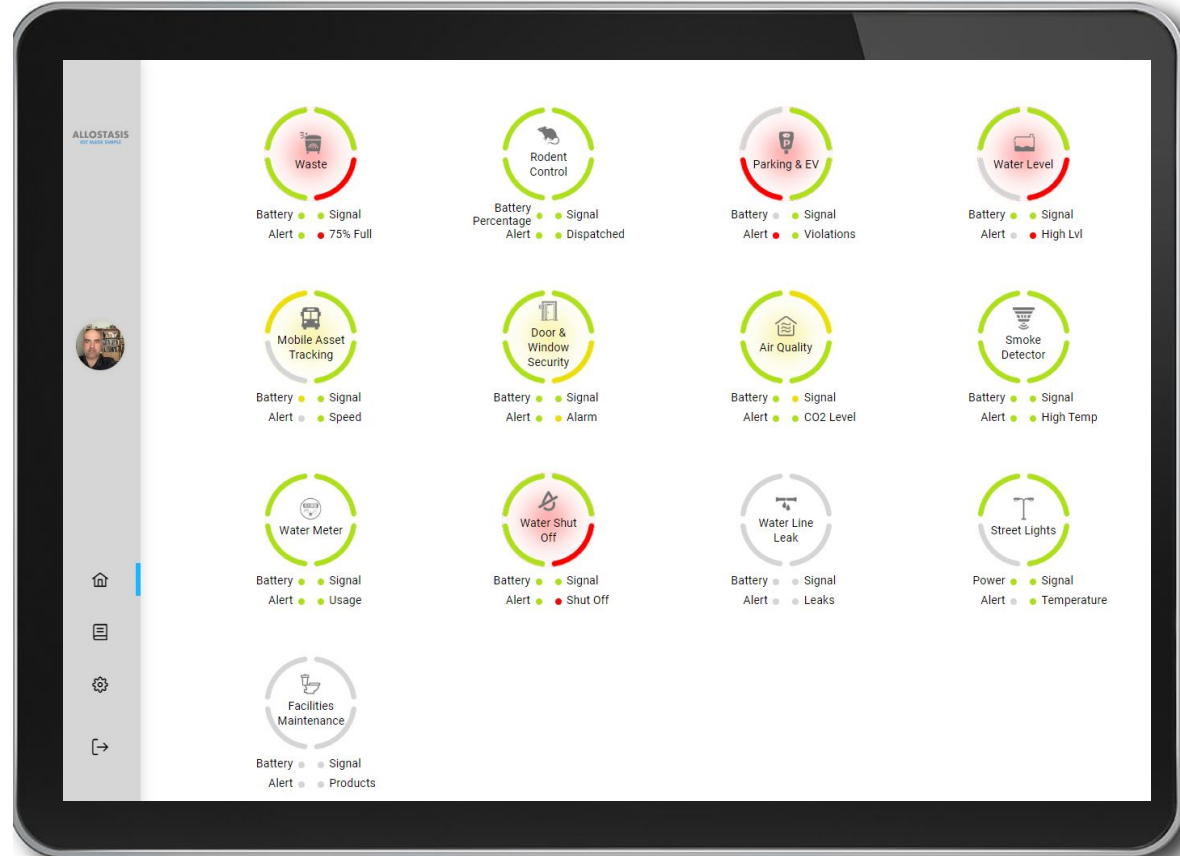 ALLOSTASIS
IOT MADE SIMPLE
Waste
Battery Signal
Alert 75% Full
Rodent
Control
Battery
Percentage Signal
Alert Dispatched
Parking & EV
Battery Signal
Alert Violations
Water Level
Battery Signal
Alert High Lvl
Mobile Asset
Tracking
Battery Signal
Alert Speed
Door &
Window
Security
Battery Signal
Alert Alarm
Air Quality
Battery Signal
Alert CO2 Level
Smoke
Detector
Battery Signal
Alert High Temp
Water Meter
Battery Signal
Alert Usage
Water Shut
Off
Battery Signal
Alert Shut Off
Water Line
Leak
Battery Signal
Alert Leaks
Street Lights
Power Signal
Alert Temperature
Facilities
Maintenance
Battery Signal
Alert Products